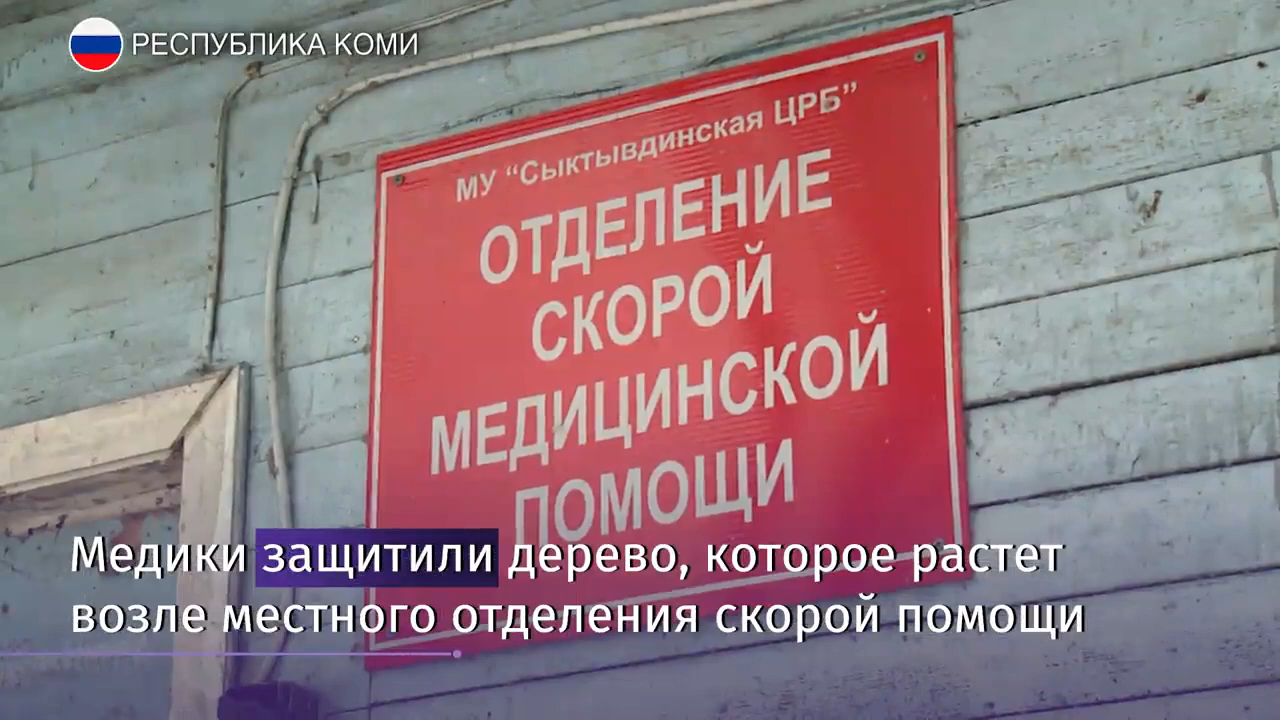 РЕСПУБЛИКА КОМИ
МУ “Сыктывдинская ЦРБ”
ОТДЕЛЕНИЕ
СКОРОЙ
МЕДИЦИНСКОЙ
ПОМОЩИ
Медики защитили дерево, которое растет
возле местного отделения скорой помощи